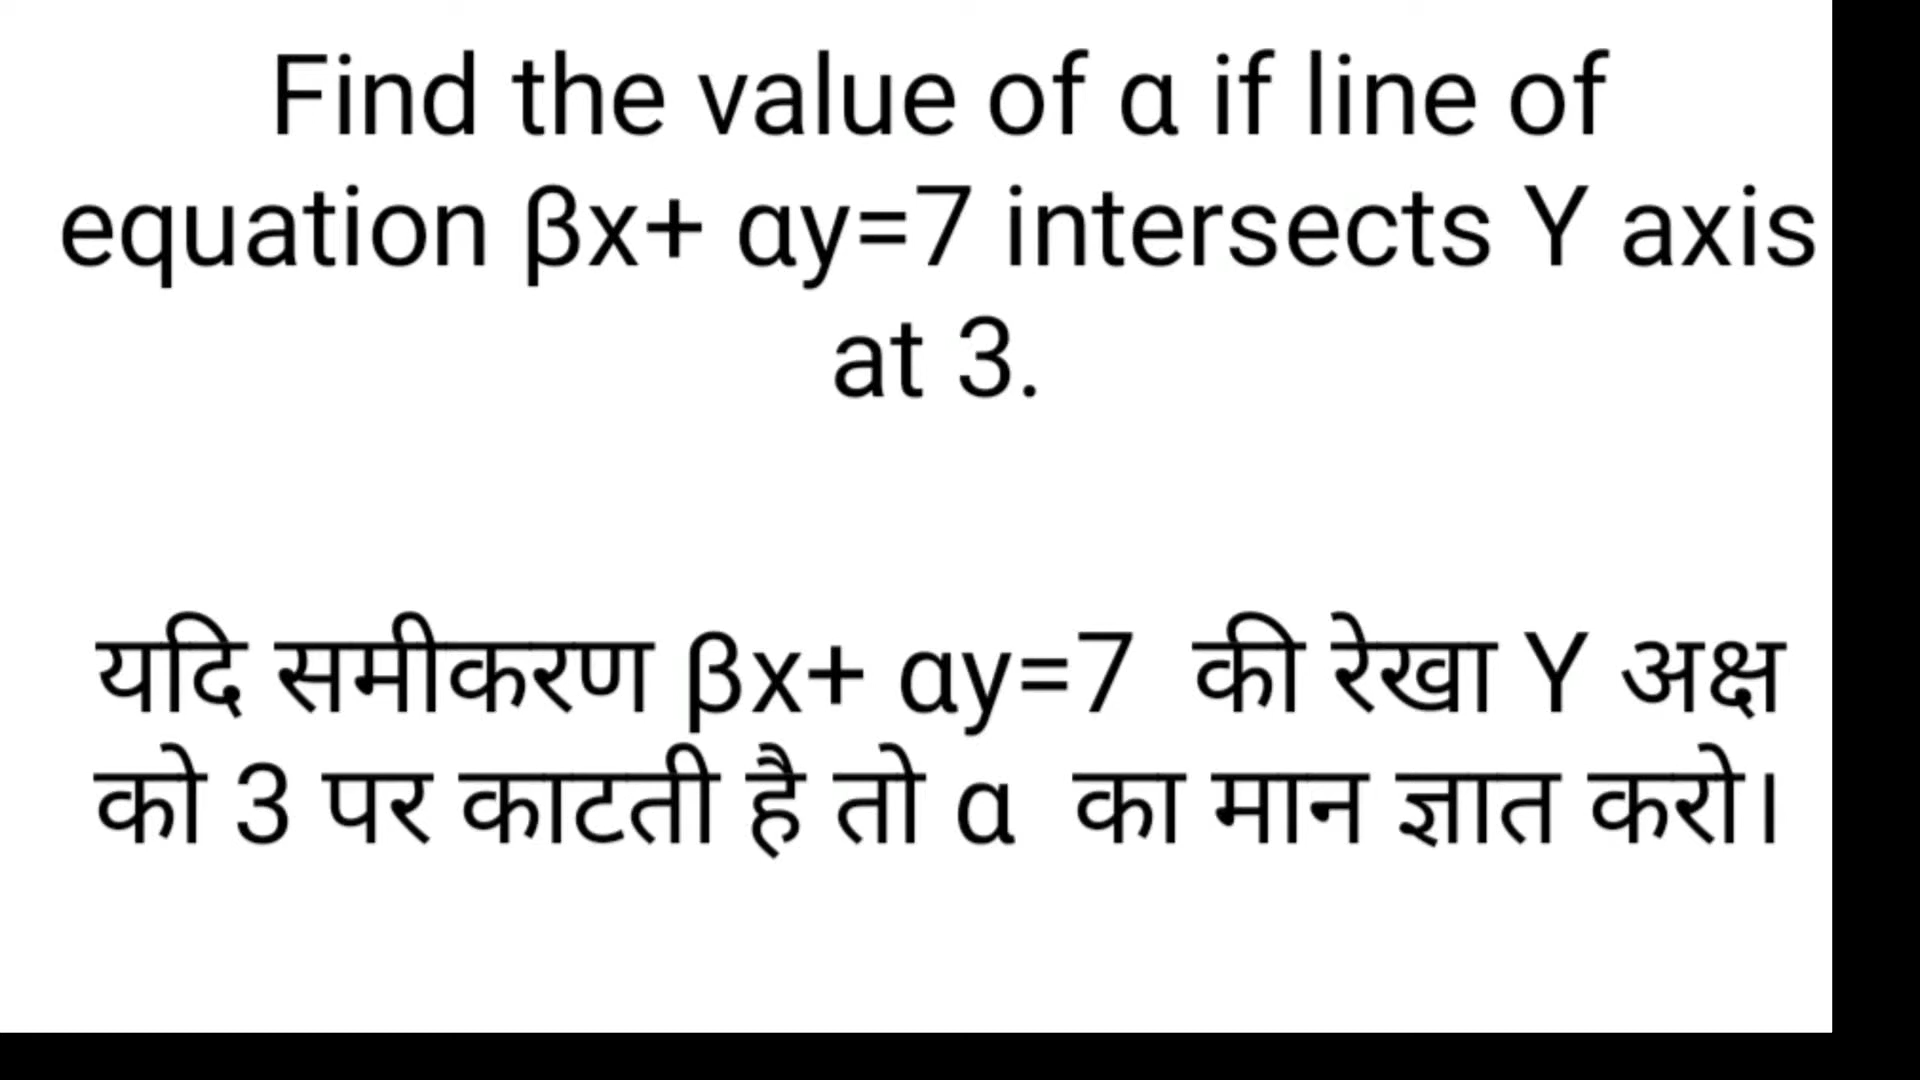 Find the value of α if line of
equation βx+ αy=7 intersects Y axis
at 3.
यदि समीकरण βx+ αy=7 की रेखा Y अक्ष
को 3 पर काटती है तो α का मान ज्ञात करो।